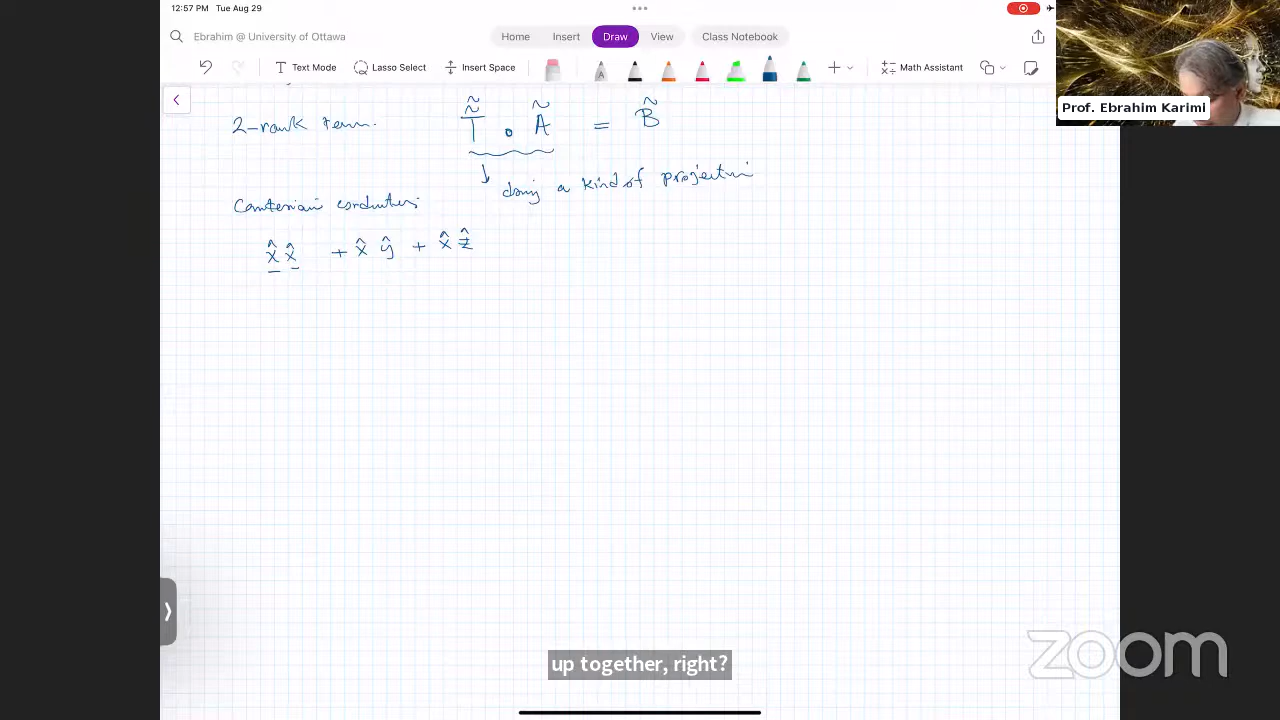 12:57 PM Tue Aug 29
Ebrahim @ University of Ottawa
Home Insert Draw View Class Notebook
Text Mode Lasso Select Insert Space Math Assistant
Prof. Ebrahim Karimi
2-rank ten
T̃̃ • Ã = B̃
↓ doing a kind of projection
Cartesian
x̂ x̂ + x̂ ŷ + x̂ ẑ
up together, right?
zoom